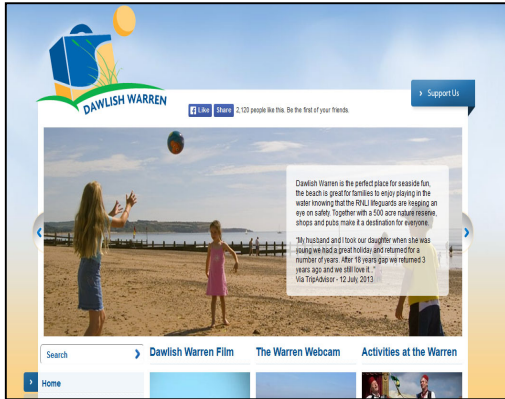 DAWLISH WARREN
Support Us
Like Share 2,120 people like this. Be the first of your friends.
Dawlish Warren is the perfect place for seaside fun,
the beach is great for families to enjoy playing in the
water knowing that the RNLI lifeguards are keeping an
eye on safety. Together with a 500 acre nature reserve,
shops and pubs make it a destination for everyone.
"My husband and I took our daughter when she was
young we had a great holiday and returned for a
number of years. After 18 years gap we returned 3
years ago and we still love it..."
Via TripAdvisor - 12 July, 2013
Search
Dawlish Warren Film
The Warren Webcam
Activities at the Warren
Home